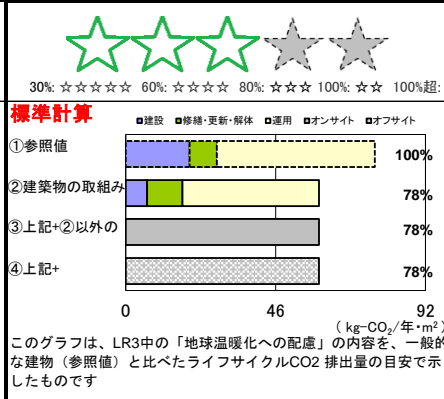 30%: ☆☆☆☆☆ 60%: ☆☆☆☆ 80%: ☆☆☆ 100%: ☆☆ 100%超:
標準計算
■建設 ■修繕・更新・解体 ■運用 ■オンサイト ■オフサイト
①参照値 100%
②建築物の取組み 78%
③上記+②以外の 78%
④上記+ 78%
0 46 92
( kg-CO2/年・m²)
このグラフは、LR3中の「地球温暖化への配慮」の内容を、一般的
な建物（参照値）と比べたライフサイクルCO2 排出量の目安で示
したものです